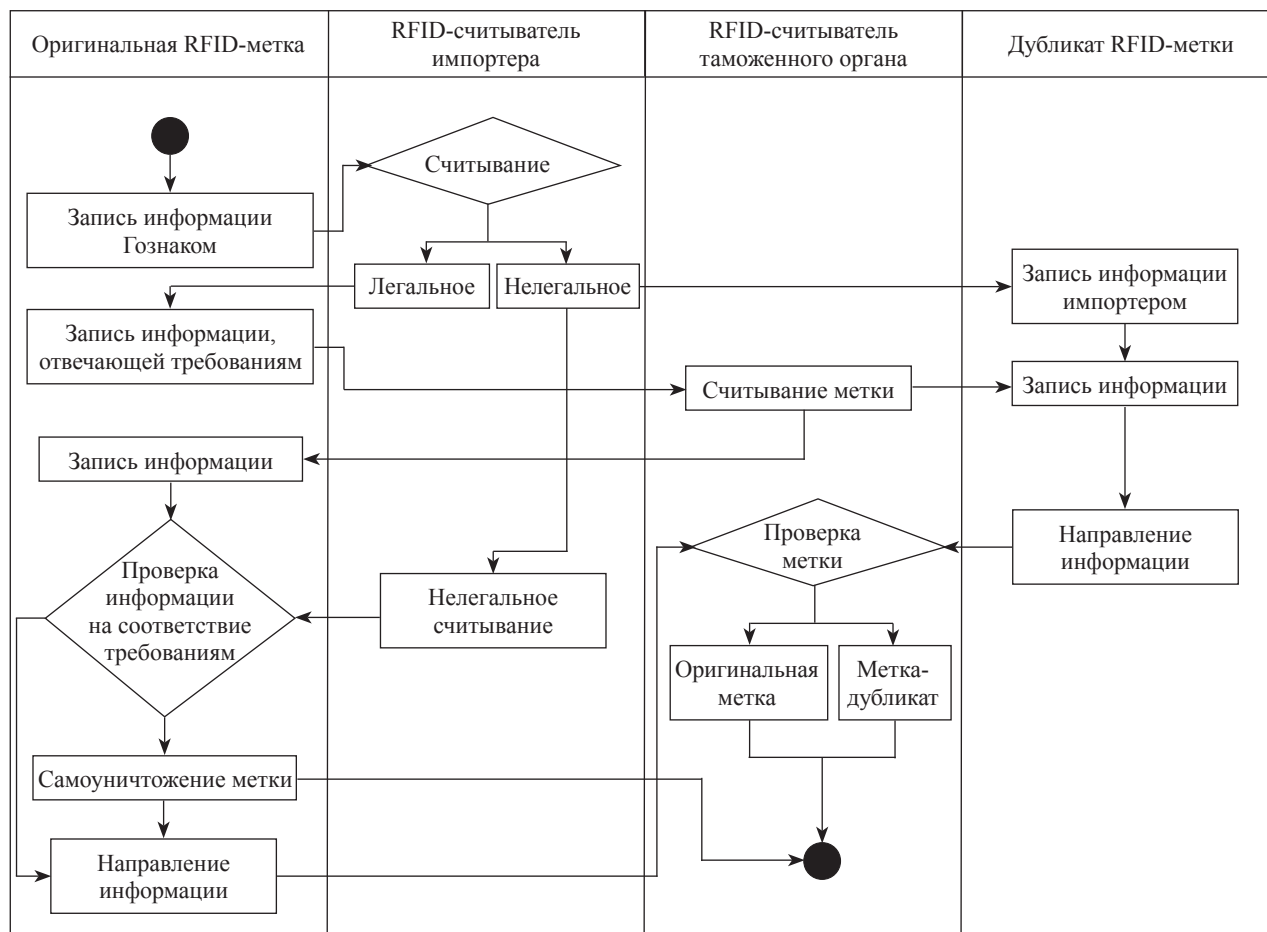 Оригинальная RFID-метка
RFID-считыватель
импортера
RFID-считыватель
таможенного органа
Дубликат RFID-метки
Считывание
Запись информации
Гознаком
Легальное
Нелегальное
Запись информации
импортером
Запись информации,
отвечающей требованиям
Считывание метки
Запись информации
Запись информации
Проверка
метки
Направление
информации
Проверка
информации
на соответствие
требованиям
Нелегальное
считывание
Оригинальная
метка
Метка-
дубликат
Самоуничтожение метки
Направление
информации